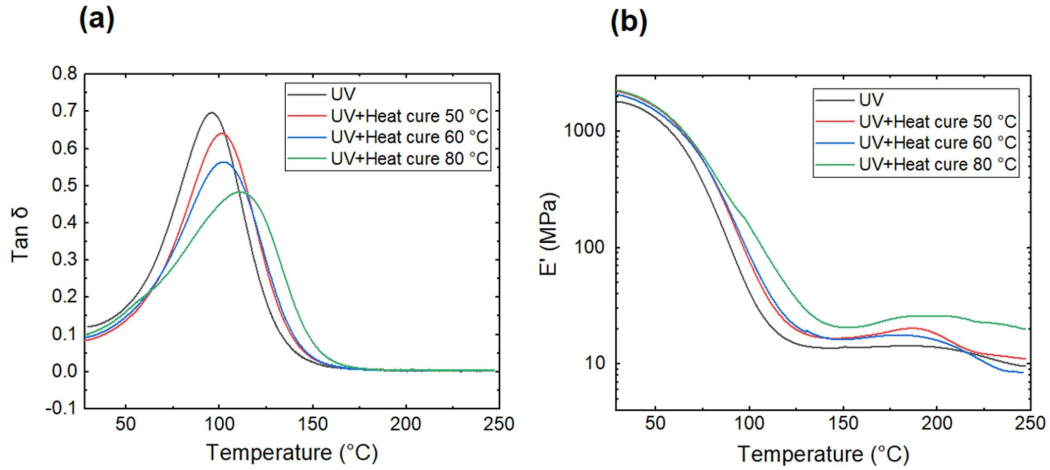 (a)
0.8
0.7
0.6
0.5
0.4
0.3
0.2
0.1
0.0
-0.1
Tan δ
UV
UV+Heat cure 50 °C
UV+Heat cure 60 °C
UV+Heat cure 80 °C
50 100 150 200 250
Temperature (°C)
(b)
1000
100
10
E' (MPa)
UV
UV+Heat cure 50 °C
UV+Heat cure 60 °C
UV+Heat cure 80 °C
50 100 150 200 250
Temperature (°C)